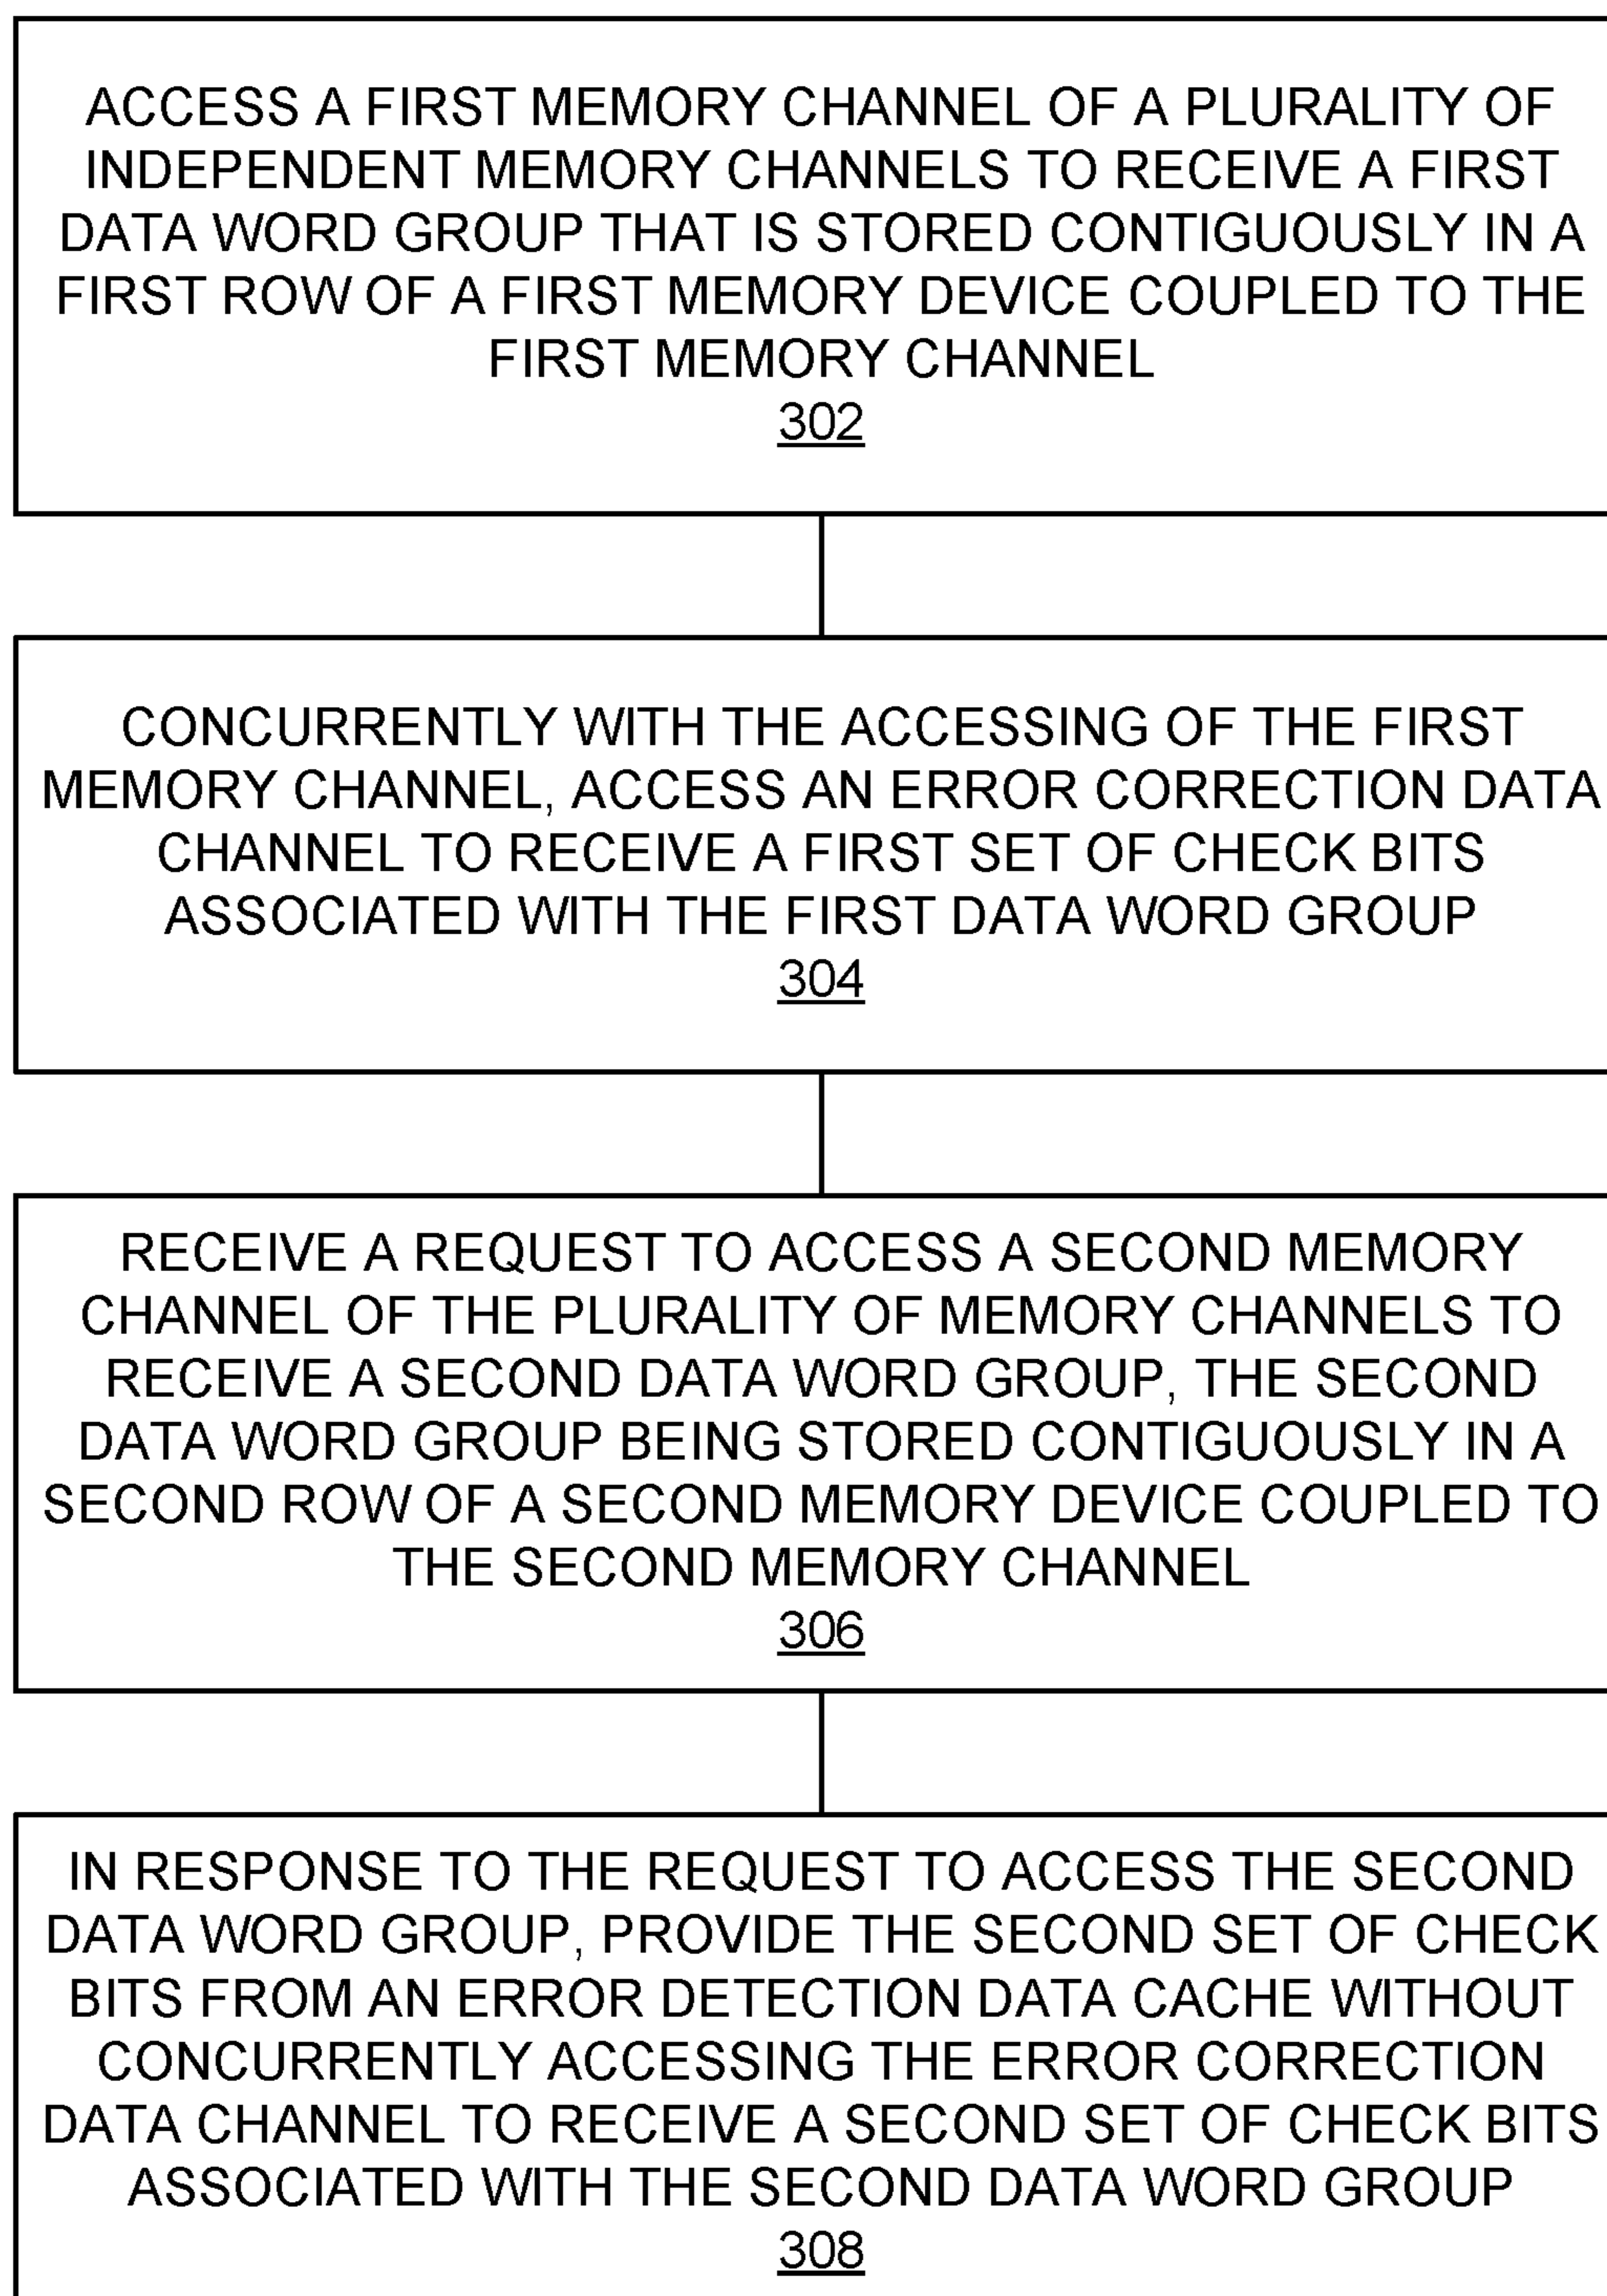 ACCESS A FIRST MEMORY CHANNEL OF A PLURALITY OF
INDEPENDENT MEMORY CHANNELS TO RECEIVE A FIRST
DATA WORD GROUP THAT IS STORED CONTIGUOUSLY IN A
FIRST ROW OF A FIRST MEMORY DEVICE COUPLED TO THE
FIRST MEMORY CHANNEL
302
CONCURRENTLY WITH THE ACCESSING OF THE FIRST
MEMORY CHANNEL, ACCESS AN ERROR CORRECTION DATA
CHANNEL TO RECEIVE A FIRST SET OF CHECK BITS
ASSOCIATED WITH THE FIRST DATA WORD GROUP
304
RECEIVE A REQUEST TO ACCESS A SECOND MEMORY
CHANNEL OF THE PLURALITY OF MEMORY CHANNELS TO
RECEIVE A SECOND DATA WORD GROUP, THE SECOND
DATA WORD GROUP BEING STORED CONTIGUOUSLY IN A
SECOND ROW OF A SECOND MEMORY DEVICE COUPLED TO
THE SECOND MEMORY CHANNEL
306
IN RESPONSE TO THE REQUEST TO ACCESS THE SECOND
DATA WORD GROUP, PROVIDE THE SECOND SET OF CHECK
BITS FROM AN ERROR DETECTION DATA CACHE WITHOUT
CONCURRENTLY ACCESSING THE ERROR CORRECTION
DATA CHANNEL TO RECEIVE A SECOND SET OF CHECK BITS
ASSOCIATED WITH THE SECOND DATA WORD GROUP
308